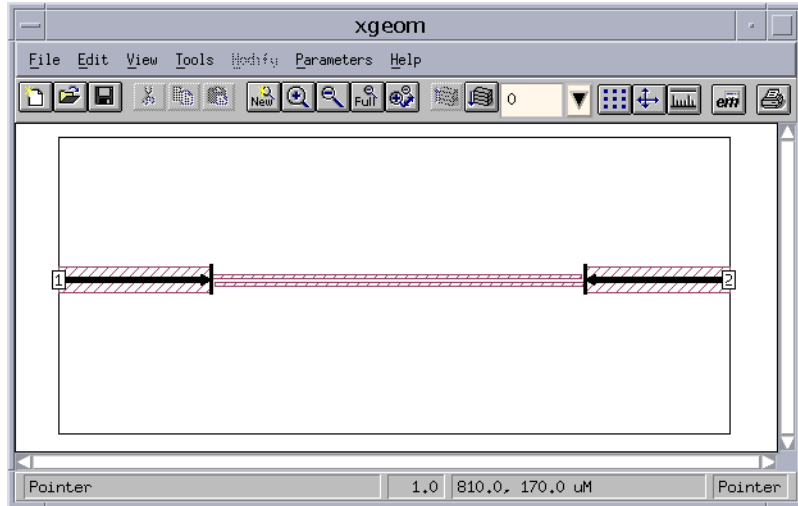 xgeom
File Edit View Tools Modify Parameters Help
New Full 0 em
1 2
Pointer 1.0 810.0, 170.0 uM Pointer